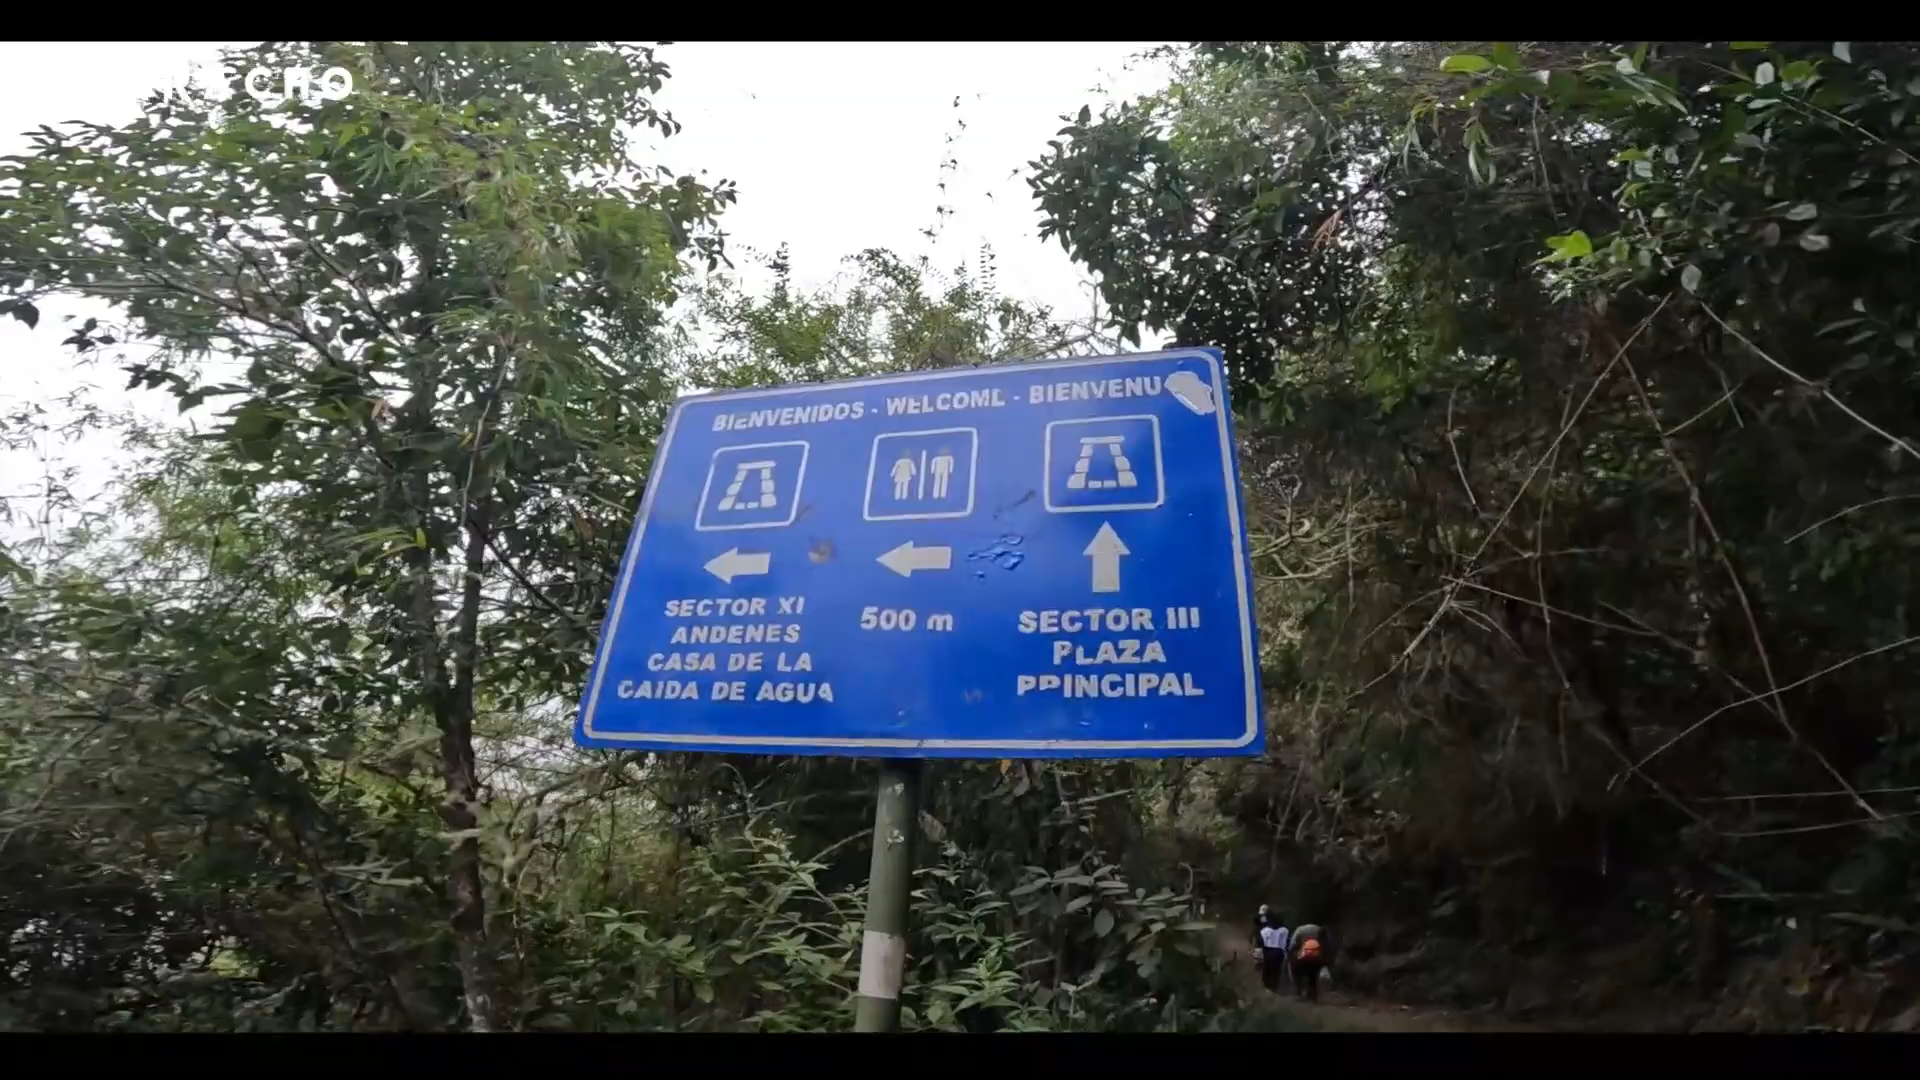 BIENVENIDOS - WELCOME - BIENVENU
SECTOR XI
ANDENES
CASA DE LA
CAIDA DE AGUA
500 m
SECTOR III
PLAZA
PRINCIPAL